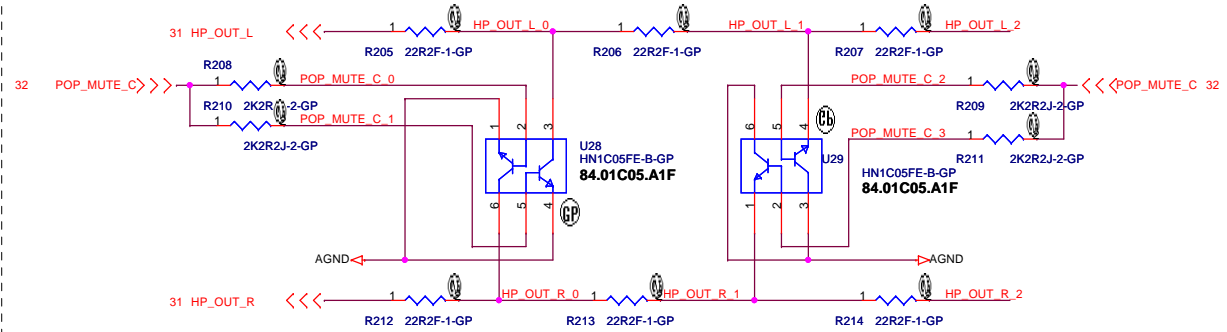 31 HP_OUT_L 1 R205 22R2F-1-GP HP_OUT_L_0 1 R206 22R2F-1-GP HP_OUT_L_1 1 R207 22R2F-1-GP HP_OUT_L_2
32 POP_MUTE_C
R208 1 2K2R -2-GP POP_MUTE_C_0
R210 1 2K2R2J-2-GP POP_MUTE_C_1
POP_MUTE_C_2 1 R209 2K2R2J-2-GP
POP_MUTE_C 32
POP_MUTE_C_3 1 R211 2K2R2J-2-GP
1 2 3
U28
HN1C05FE-B-GP
84.01C05.A1F
6 5 4
GP
6 5 4
U29
HN1C05FE-B-GP
84.01C05.A1F
1 2 3
AGND
AGND
31 HP_OUT_R 1 R212 22R2F-1-GP HP_OUT_R_0 1 R213 22R2F-1-GP HP_OUT_R_1 1 R214 22R2F-1-GP HP_OUT_R_2